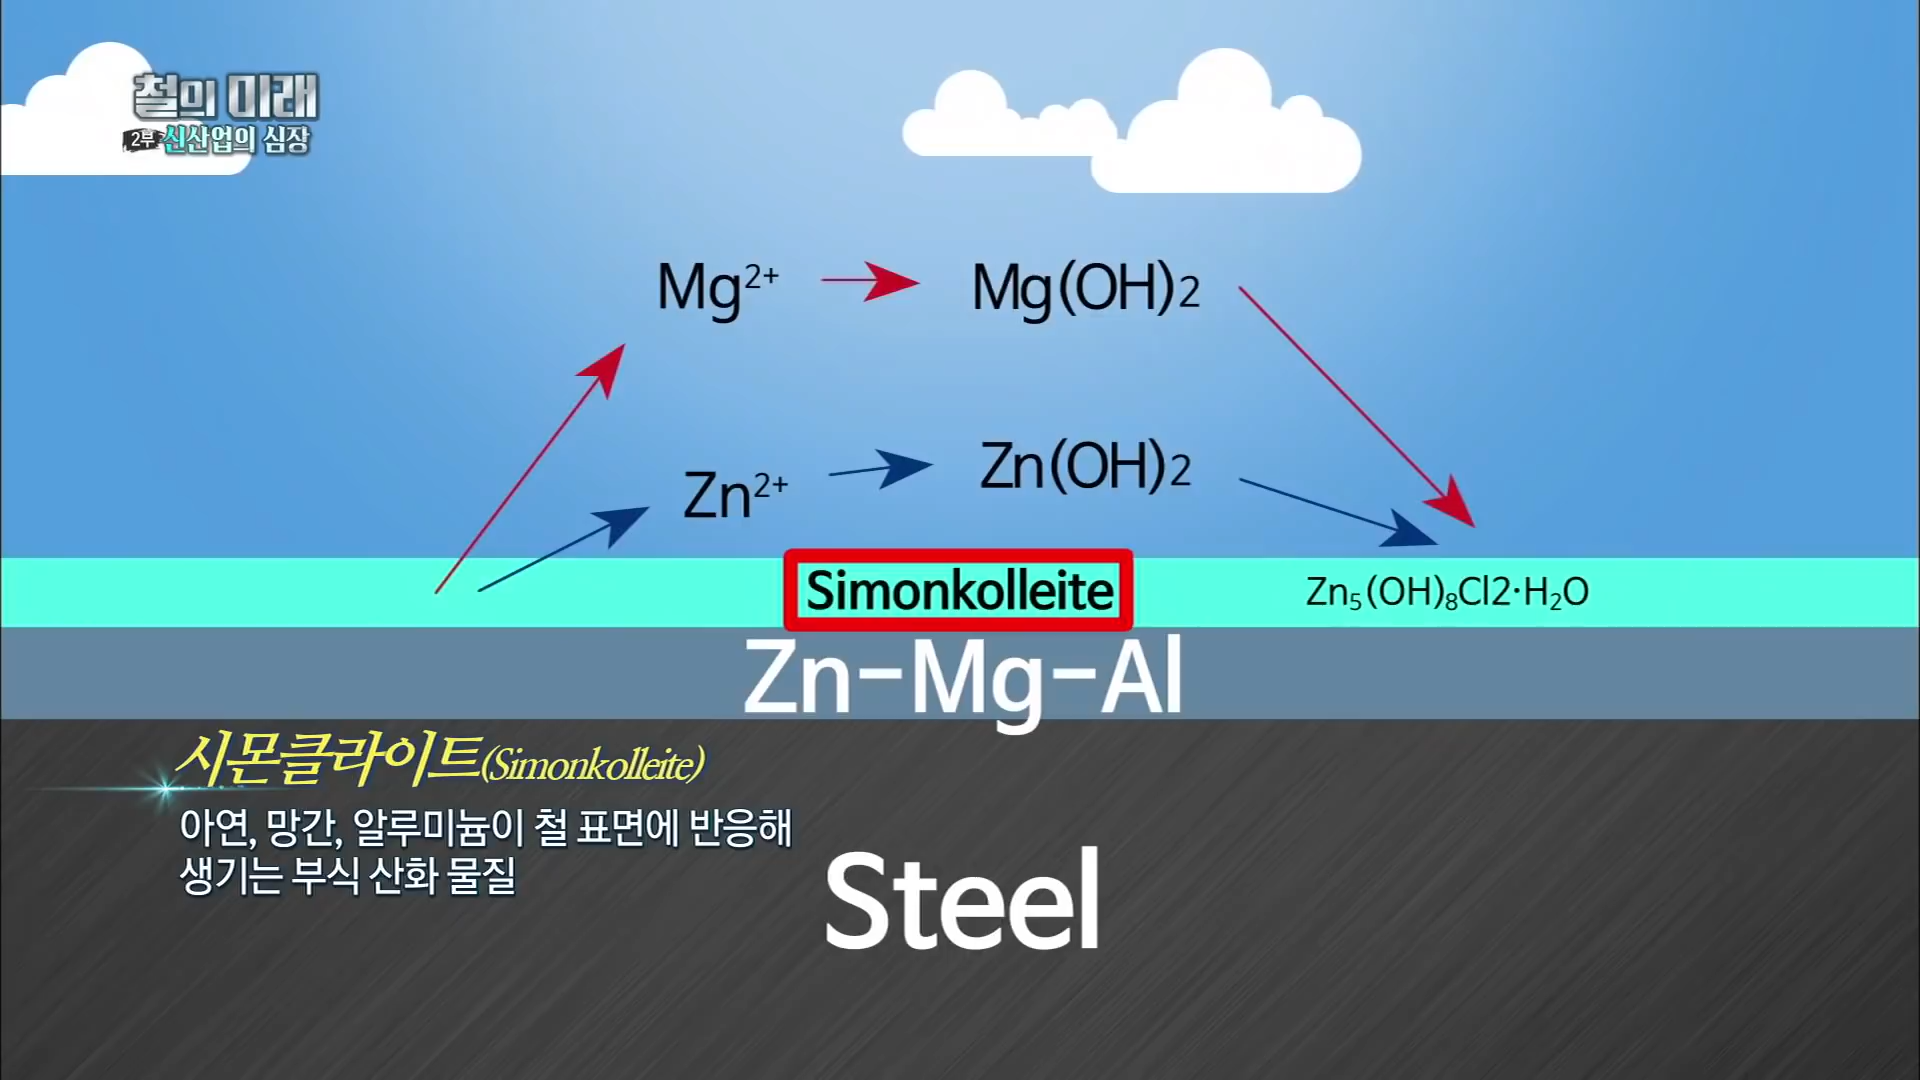 철의 미래
2부 신산업의 심장
Mg²⁺ Mg(OH)2
Zn²⁺ Zn(OH)2
Simonkolleite Zn₅(OH)₈Cl2·H₂O
Zn-Mg-Al
시몬클라이트(Simonkolleite)
아연, 망간, 알루미늄이 철 표면에 반응해
생기는 부식 산화 물질
Steel